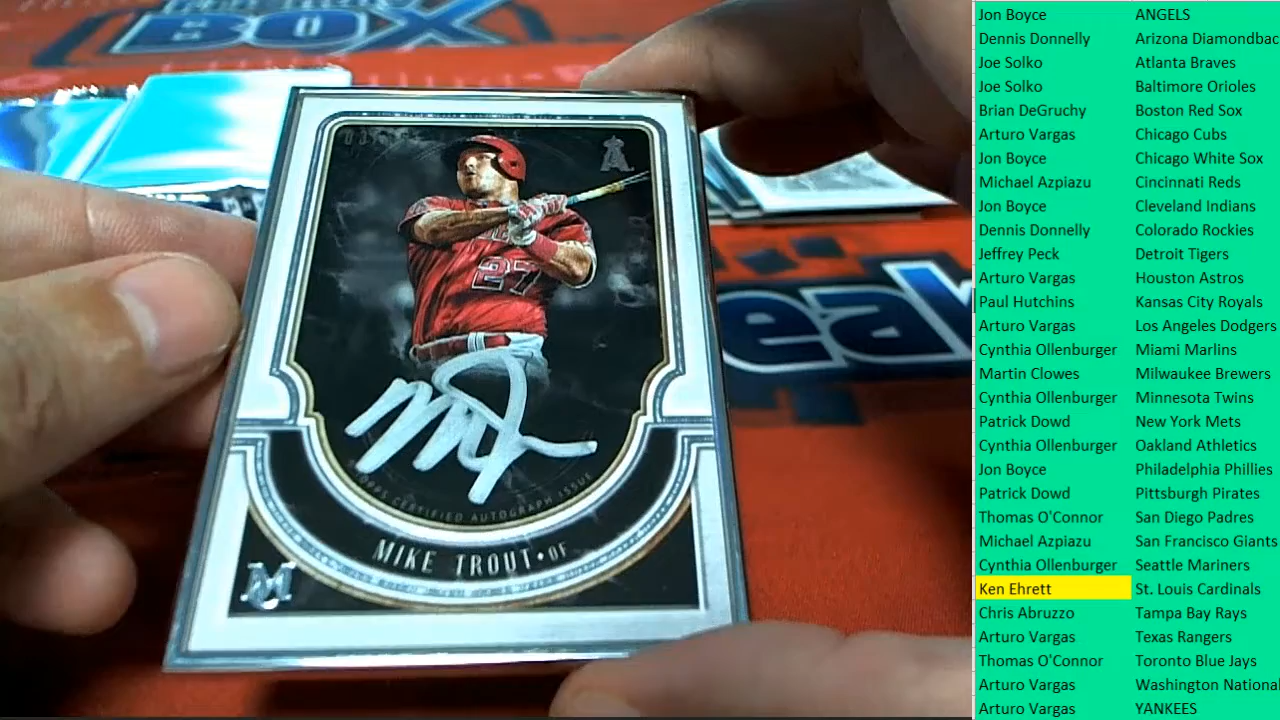 BOX
27
A
TOPPS CERTIFIED AUTOGRAPH ISSUE
MIKE TROUT • OF
M
reak
Jon Boyce ANGELS
Dennis Donnelly Arizona Diamondbac
Joe Solko Atlanta Braves
Joe Solko Baltimore Orioles
Brian DeGruchy Boston Red Sox
Arturo Vargas Chicago Cubs
Jon Boyce Chicago White Sox
Michael Azpiazu Cincinnati Reds
Jon Boyce Cleveland Indians
Dennis Donnelly Colorado Rockies
Jeffrey Peck Detroit Tigers
Arturo Vargas Houston Astros
Paul Hutchins Kansas City Royals
Arturo Vargas Los Angeles Dodgers
Cynthia Ollenburger Miami Marlins
Martin Clowes Milwaukee Brewers
Cynthia Ollenburger Minnesota Twins
Patrick Dowd New York Mets
Cynthia Ollenburger Oakland Athletics
Jon Boyce Philadelphia Phillies
Patrick Dowd Pittsburgh Pirates
Thomas O'Connor San Diego Padres
Michael Azpiazu San Francisco Giants
Cynthia Ollenburger Seattle Mariners
Ken Ehrett St. Louis Cardinals
Chris Abruzzo Tampa Bay Rays
Arturo Vargas Texas Rangers
Thomas O'Connor Toronto Blue Jays
Arturo Vargas Washington National
Arturo Vargas YANKEES